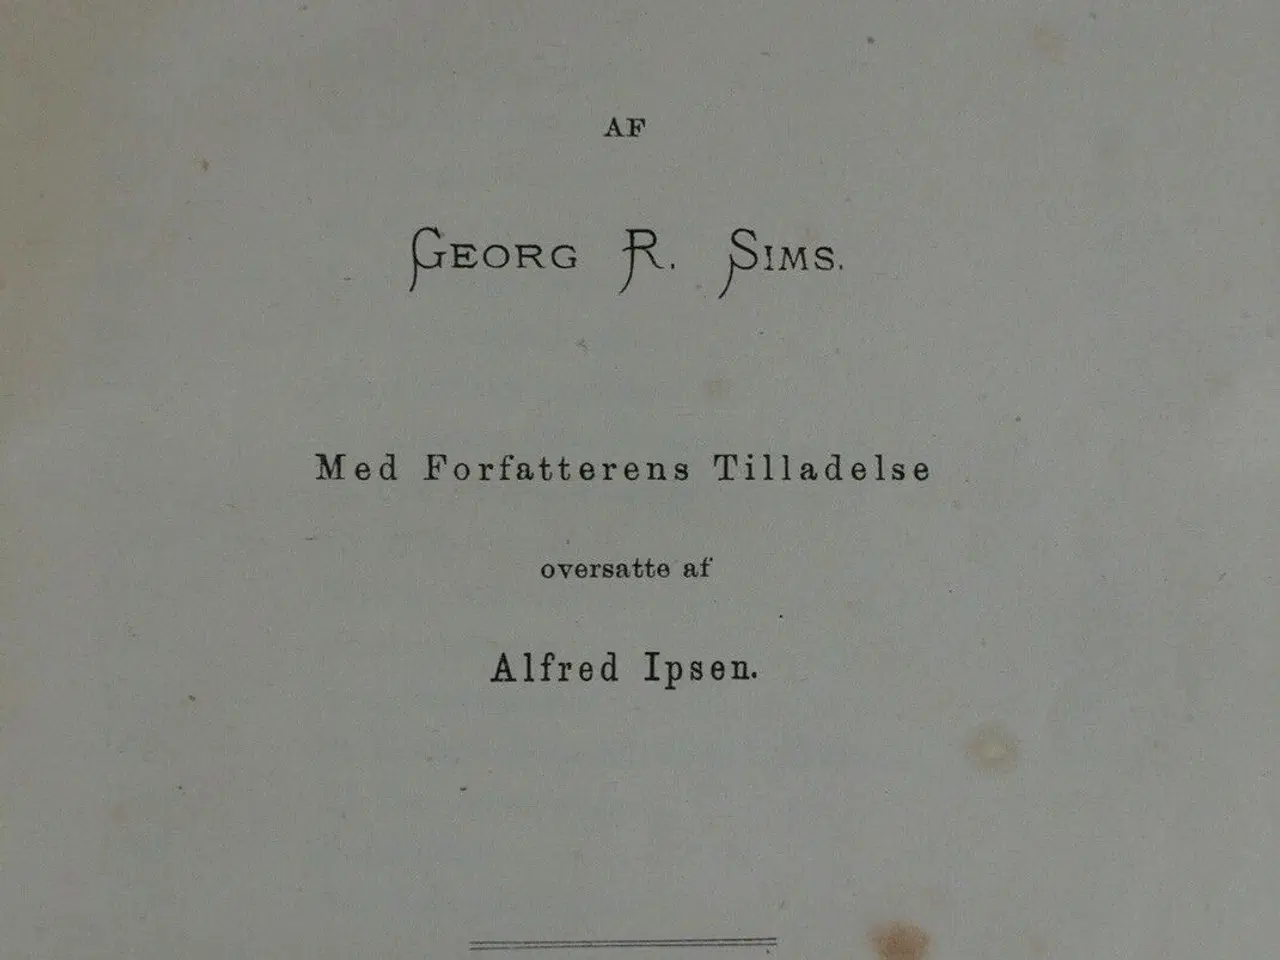 AF
GEORG R. SIMS.
Med Forfatterens Tilladelse
oversatte af
Alfred Ipsen.